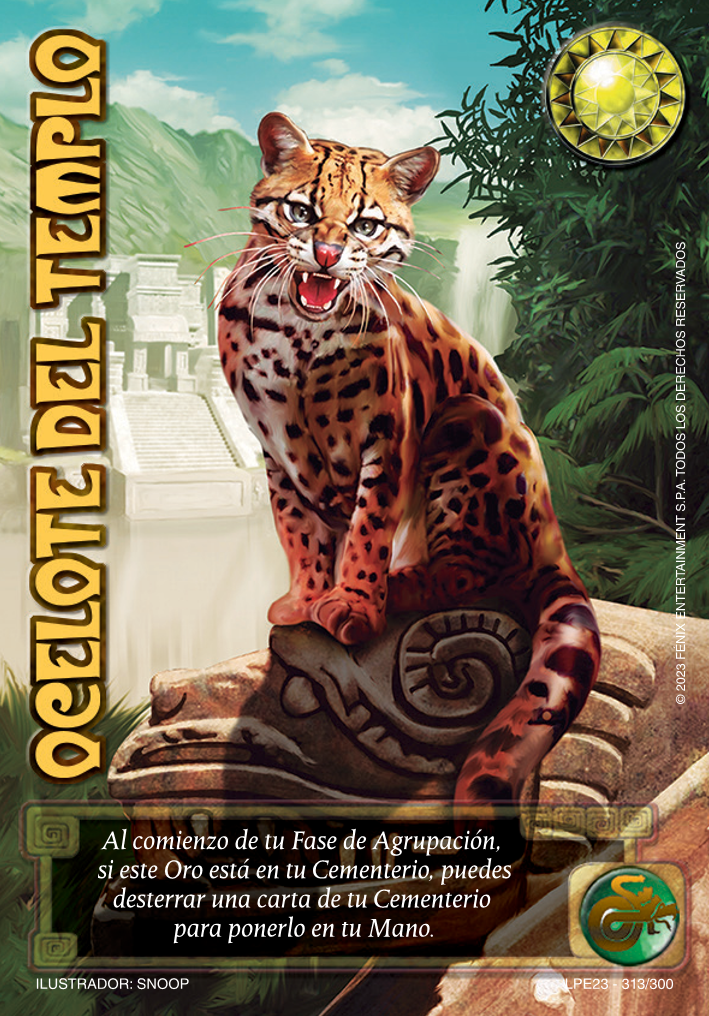 OCELOTE DEL TEMPLO
© 2023 FENIX ENTERTAINMENT S.P.A. TODOS LOS DERECHOS RESERVADOS
Al comienzo de tu Fase de Agrupación,
si este Oro está en tu Cementerio, puedes
desterrar una carta de tu Cementerio
para ponerlo en tu Mano.
ILUSTRADOR: SNOOP
LPE23 - 313/300